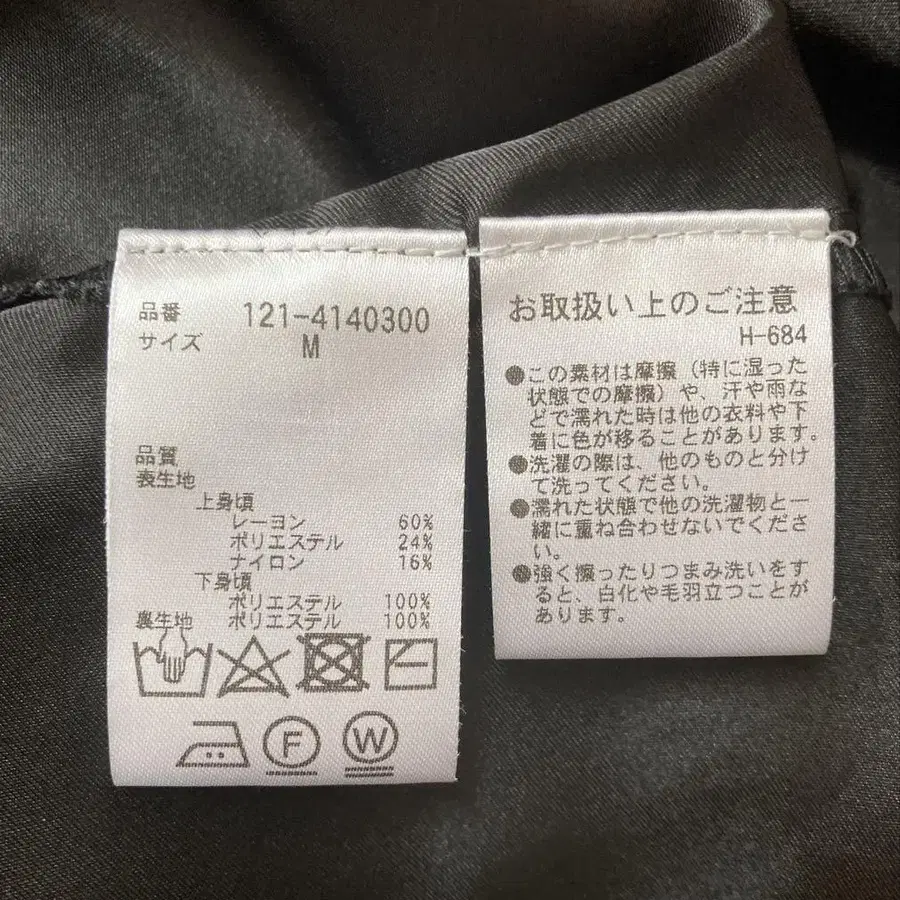 品番 121-4140300
サイズ M
品質
表生地
上身頃
レーヨン 60%
ポリエステル 24%
ナイロン 16%
下身頃
ポリエステル 100%
裏生地 ポリエステル 100%
F W
お取扱い上のご注意
H-684
●この素材は摩擦（特に湿った
状態での摩擦）や、汗や雨な
どで濡れた時は他の衣料や下
着に色が移ることがあります。
●洗濯の際は、他のものと分け
て洗ってください。
●濡れた状態で他の洗濯物と一
緒に重ね合わせないでくださ
い。
●強く擦ったりつまみ洗いをす
ると、白化や毛羽立つことが
あります。